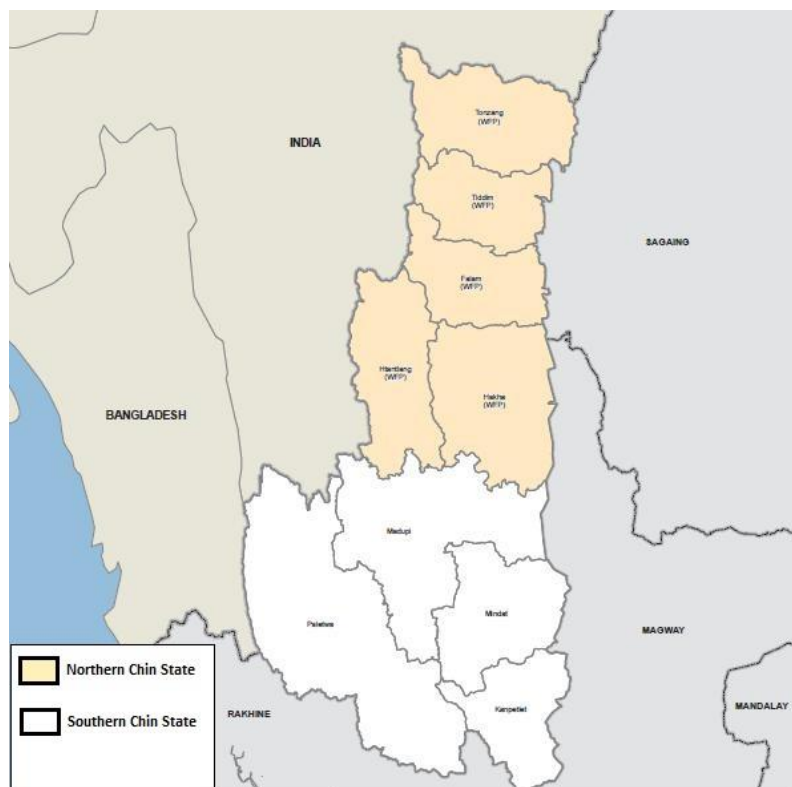 Tonzang
(WFP)
INDIA
Tiddim
(WFP)
SAGAING
Falam
(WFP)
Htantlang
(WFP)
Hakha
(WFP)
BANGLADESH
Madupi
Mindat
Paletwa
MAGWAY
Northern Chin State
Kanpetlet
MANDALAY
RAKHINE
Southern Chin State